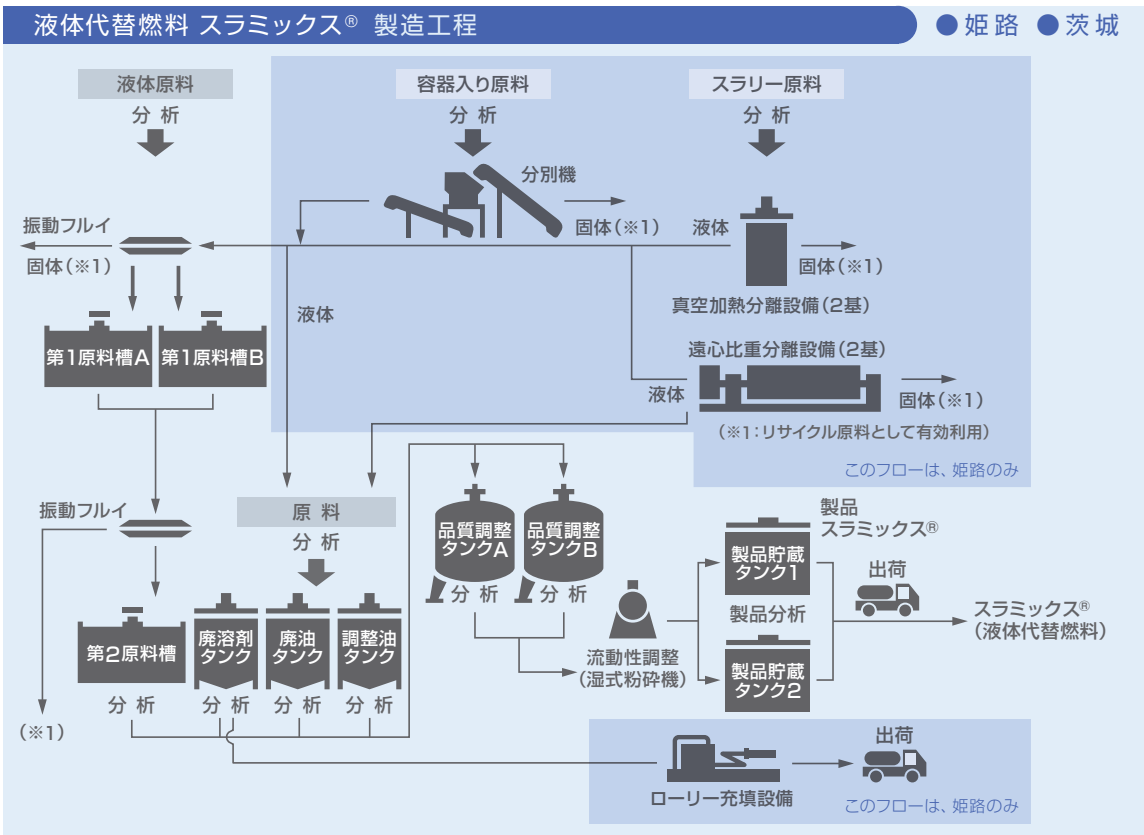 液体代替燃料 スラミックス® 製造工程
●姫路 ●茨城
液体原料
分析
容器入り原料
分析
スラリー原料
分析
分別機
固体(※1)
振動フルイ
固体(※1)
液体
固体(※1)
真空加熱分離設備(2基)
液体
第1原料槽A
第1原料槽B
遠心比重分離設備(2基)
液体
固体(※1)
(※1:リサイクル原料として有効利用)
このフローは、姫路のみ
振動フルイ
原料
分析
品質調整
タンクA
分析
品質調整
タンクB
分析
製品
スラミックス®
製品貯蔵
タンク1
製品分析
製品貯蔵
タンク2
出荷
スラミックス®
(液体代替燃料)
流動性調整
(湿式粉砕機)
第2原料槽
分析
廃溶剤
タンク
分析
廃油
タンク
分析
調整油
タンク
分析
(※1)
ローリー充填設備
出荷
このフローは、姫路のみ